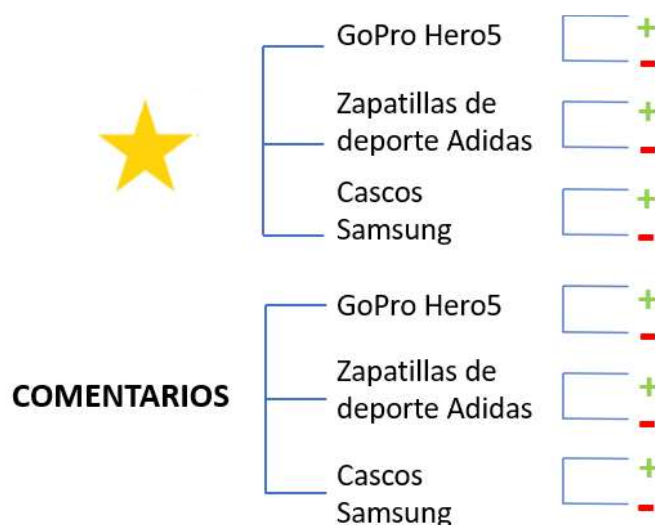 GoPro Hero5
+
-
Zapatillas de
deporte Adidas
+
-
Cascos
Samsung
+
-
COMENTARIOS
GoPro Hero5
+
-
Zapatillas de
deporte Adidas
+
-
Cascos
Samsung
+
-